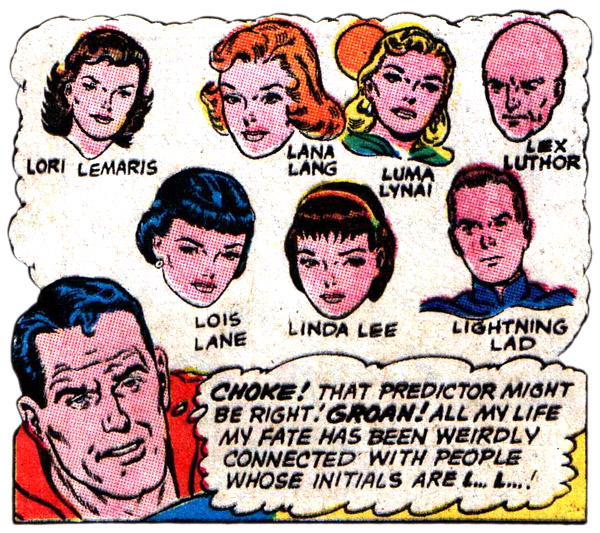 LORI LEMARIS
LANA
LANG
LUMA
LYNAI
LEX
LUTHOR
LOIS
LANE
LINDA LEE
LIGHTNING
LAD
CHOKE! THAT PREDICTOR MIGHT
BE RIGHT! GROAN! ALL MY LIFE
MY FATE HAS BEEN WEIRDLY
CONNECTED WITH PEOPLE
WHOSE INITIALS ARE L... L...!